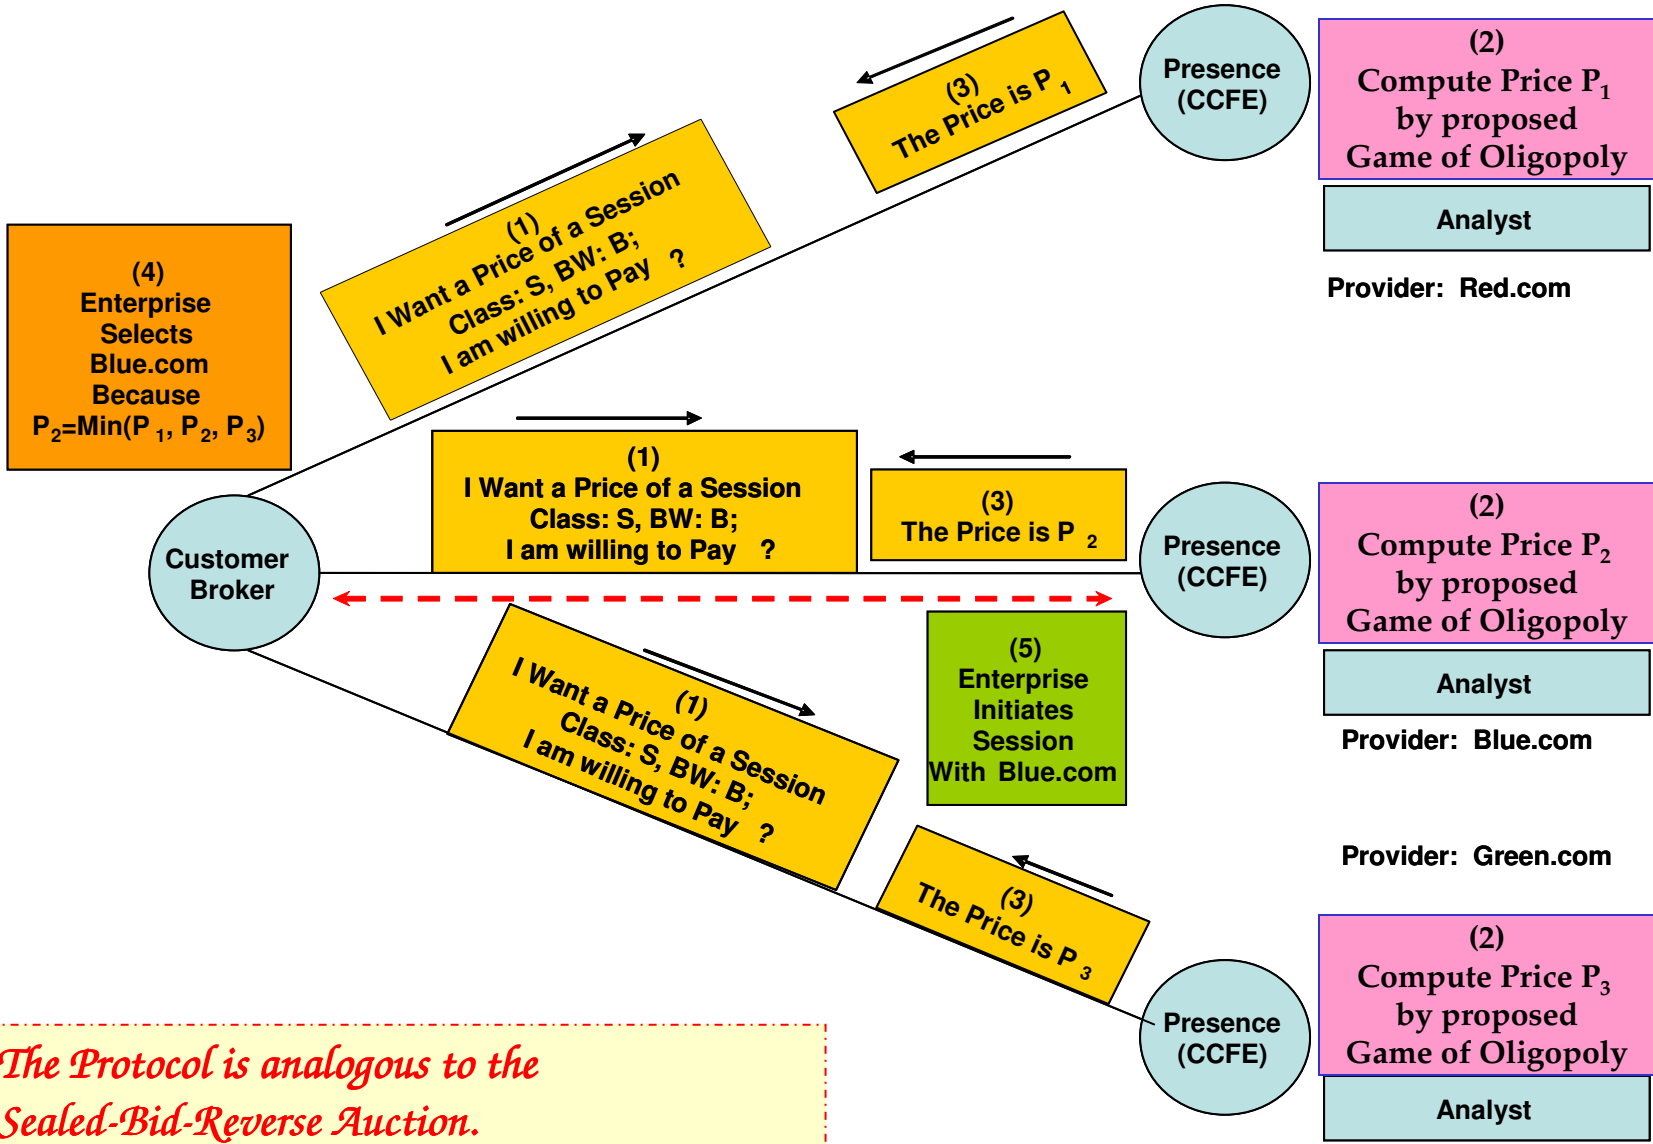 (3)
The Price is P 1
Presence
(CCFE)
(2)
Compute Price P1
by proposed
Game of Oligopoly
Analyst
Provider: Red.com
(1)
I Want a Price of a Session
Class: S, BW: B;
I am willing to Pay ?
(4)
Enterprise
Selects
Blue.com
Because
P2=Min(P 1, P2, P3)
(1)
I Want a Price of a Session
Class: S, BW: B;
I am willing to Pay ?
(3)
The Price is P 2
Customer
Broker
Presence
(CCFE)
(2)
Compute Price P2
by proposed
Game of Oligopoly
Analyst
Provider: Blue.com
(5)
Enterprise
Initiates
Session
With Blue.com
(1)
I Want a Price of a Session
Class: S, BW: B;
I am willing to Pay ?
(3)
The Price is P 3
Provider: Green.com
Presence
(CCFE)
(2)
Compute Price P3
by proposed
Game of Oligopoly
Analyst
The Protocol is analogous to the
Sealed-Bid-Reverse Auction.